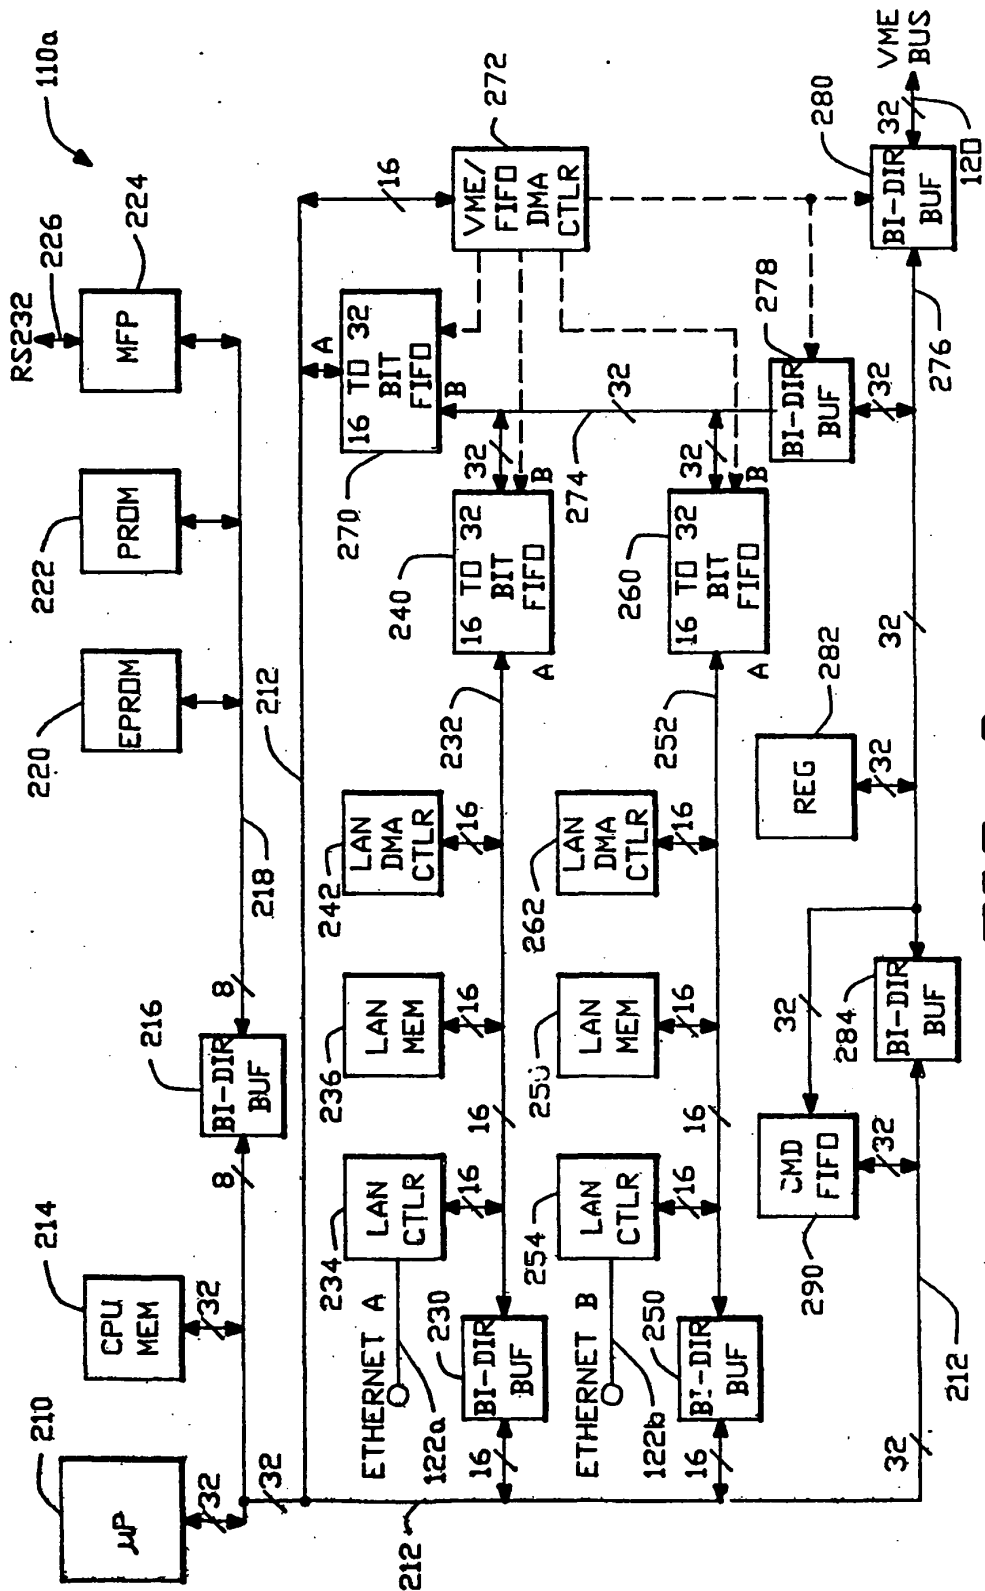 110a
RS232
226
MFP
224
PROM
222
EPROM
220
218
8
BI-DIR
BUF
216
8
CPU
MEM
214
32
µP
210
32
32
212
16
VME/
FIFO
DMA
CTLR
272
A
16 TO 32
BIT
FIFO
B
270
LAN
DMA
CTLR
242
16
LAN
MEM
236
16
LAN
CTLR
234
16
ETHERNET A
122a
BI-DIR
BUF
230
16
16
232
A
16 TO 32
BIT
FIFO
B
240
32
274
32
LAN
DMA
CTLR
262
16
LAN
MEM
16
LAN
CTLR
254
16
ETHERNET B
122b
BI-DIR
BUF
250
16
16
252
A
16 TO 32
BIT
FIFO
B
260
32
212
BI-DIR
BUF
278
32
REG
282
32
32
FIFO
290
32
BI-DIR
BUF
284
32
276
BI-DIR
BUF
280
32
VME
BUS
120
212
32